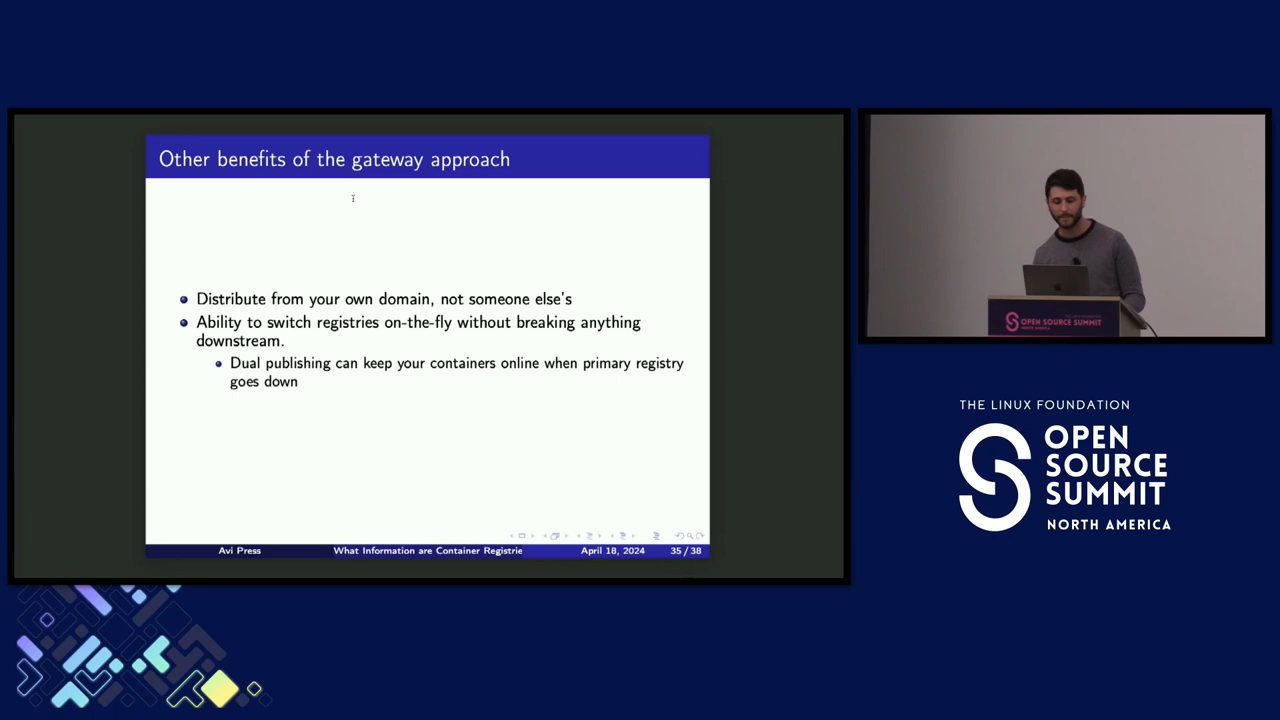 Other benefits of the gateway approach
Distribute from your own domain, not someone else's
Ability to switch registries on-the-fly without breaking anything
downstream.
Dual publishing can keep your containers online when primary registry
goes down
Avi Press
What Information are Container Registrie
April 18, 2024
35 / 38
OPEN SOURCE SUMMIT
NORTH AMERICA
THE LINUX FOUNDATION
OPEN
SOURCE
SUMMIT
NORTH AMERICA